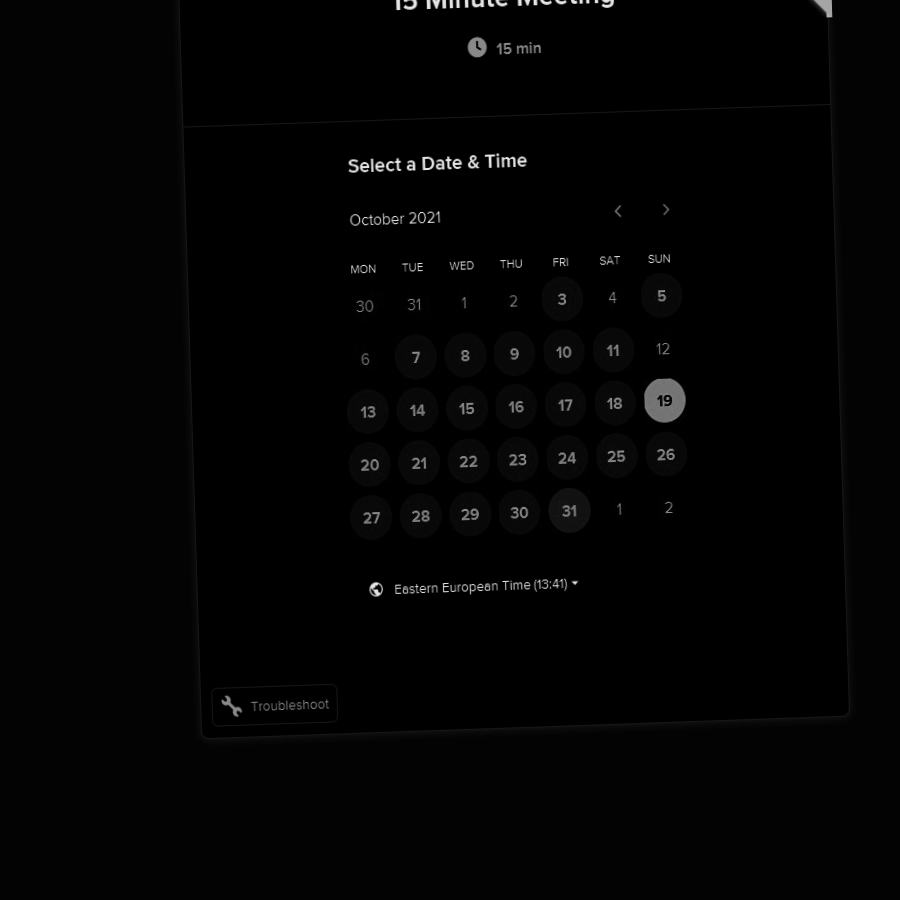 15 Minute Meeting
15 min
Select a Date & Time
October 2021
MON TUE WED THU FRI SAT SUN
30 31 1 2 3 4 5
6 7 8 9 10 11 12
13 14 15 16 17 18 19
20 21 22 23 24 25 26
27 28 29 30 31 1 2
Eastern European Time (13:41)
Troubleshoot